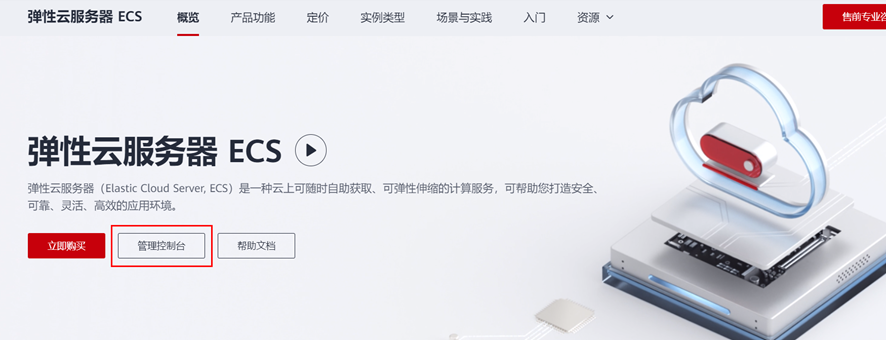 弹性云服务器 ECS 概览 产品功能 定价 实例类型 场景与实践 入门 资源 售前专业咨
弹性云服务器 ECS
弹性云服务器（Elastic Cloud Server, ECS）是一种云上可随时自助获取、可弹性伸缩的计算服务，可帮助您打造安全、
可靠、灵活、高效的应用环境。
立即购买 管理控制台 帮助文档